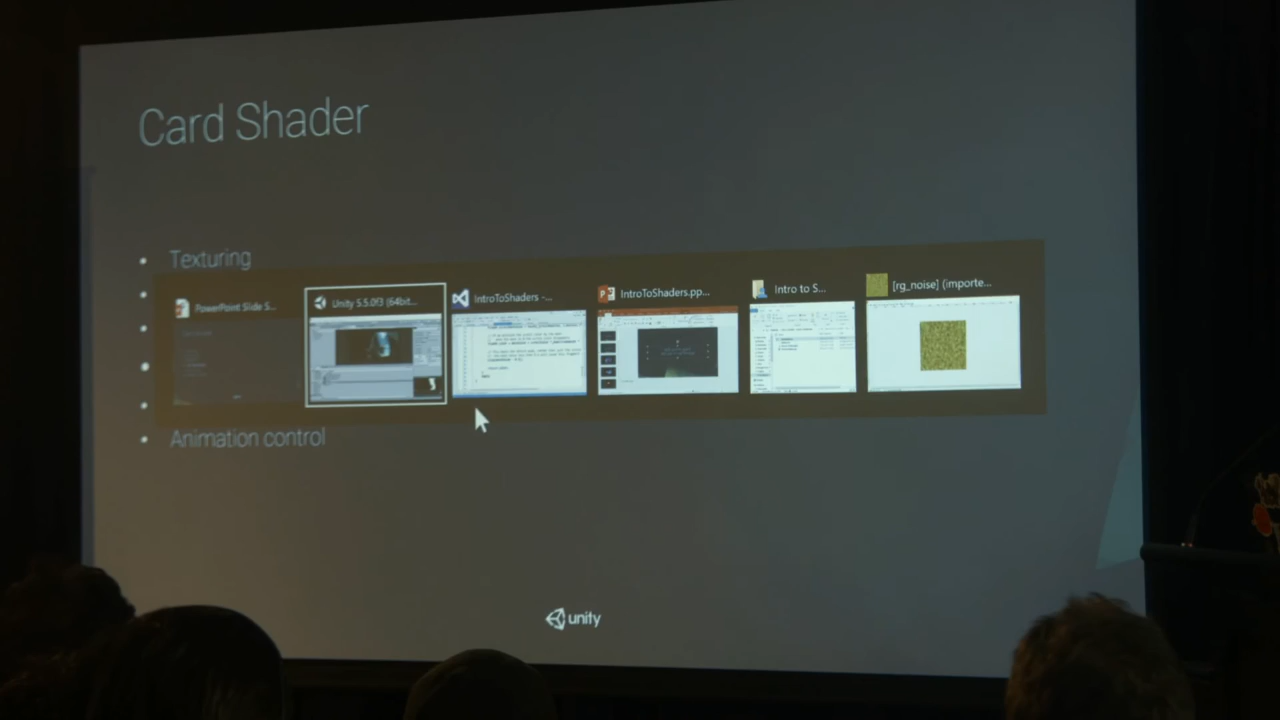 Card Shader
Texturing
PowerPoint Slide S...
Unity 5.5.0f3 (64bit...
IntroToShaders -...
IntroToShaders.pp...
Intro to S...
[rg_noise] (importe...
Animation control
unity